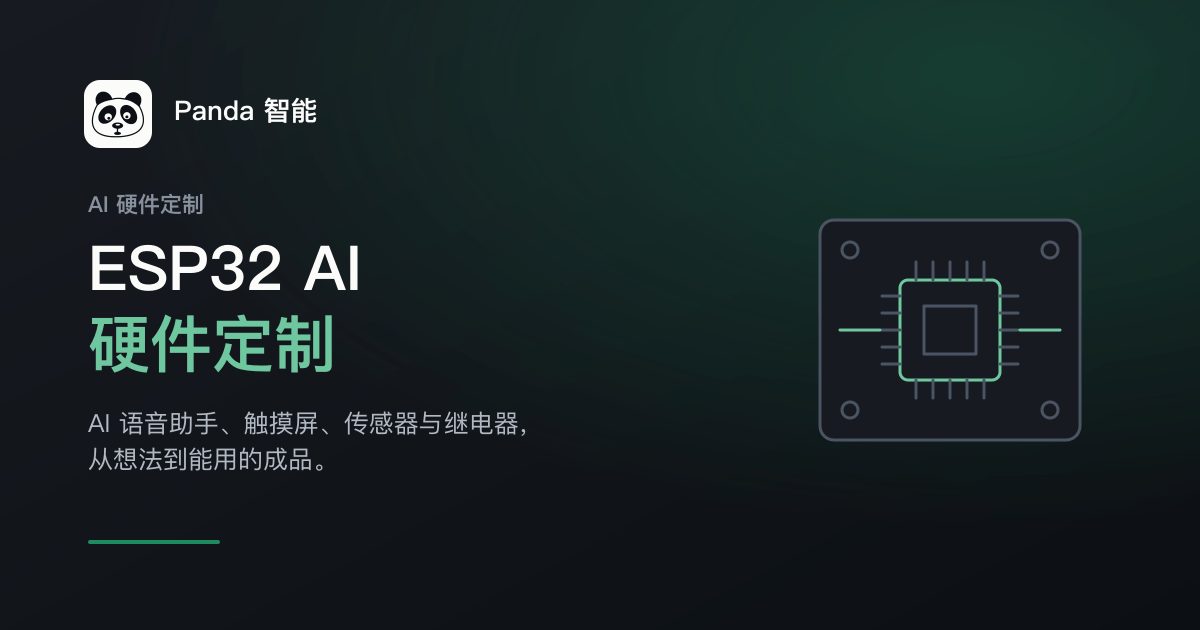 Panda 智能
AI 硬件定制
ESP32 AI
硬件定制
AI 语音助手、触摸屏、传感器与继电器,
从想法到能用的成品。